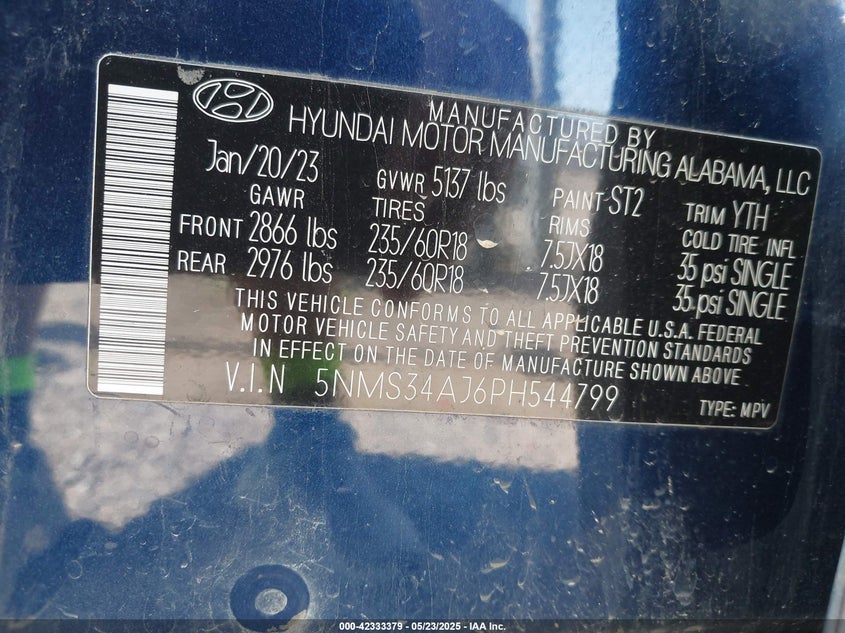 MANUFACTURED BY
HYUNDAI MOTOR MANUFACTURING ALABAMA, LLC
Jan/20/23 GVWR 5137 lbs PAINT ST2 TRIM YTH
GAWR TIRES RIMS COLD TIRE INFL
FRONT 2866 lbs 235/60R18 7.5JX18 35 psi SINGLE
REAR 2976 lbs 235/60R18 7.5JX18 35 psi SINGLE
THIS VEHICLE CONFORMS TO ALL APPLICABLE U.S.A. FEDERAL
MOTOR VEHICLE SAFETY AND THEFT PREVENTION STANDARDS
IN EFFECT ON THE DATE OF MANUFACTURE SHOWN ABOVE
V.I.N 5NMS34AJ6PH544799 TYPE: MPV
000-42333379 - 05/23/2025 - IAA Inc.